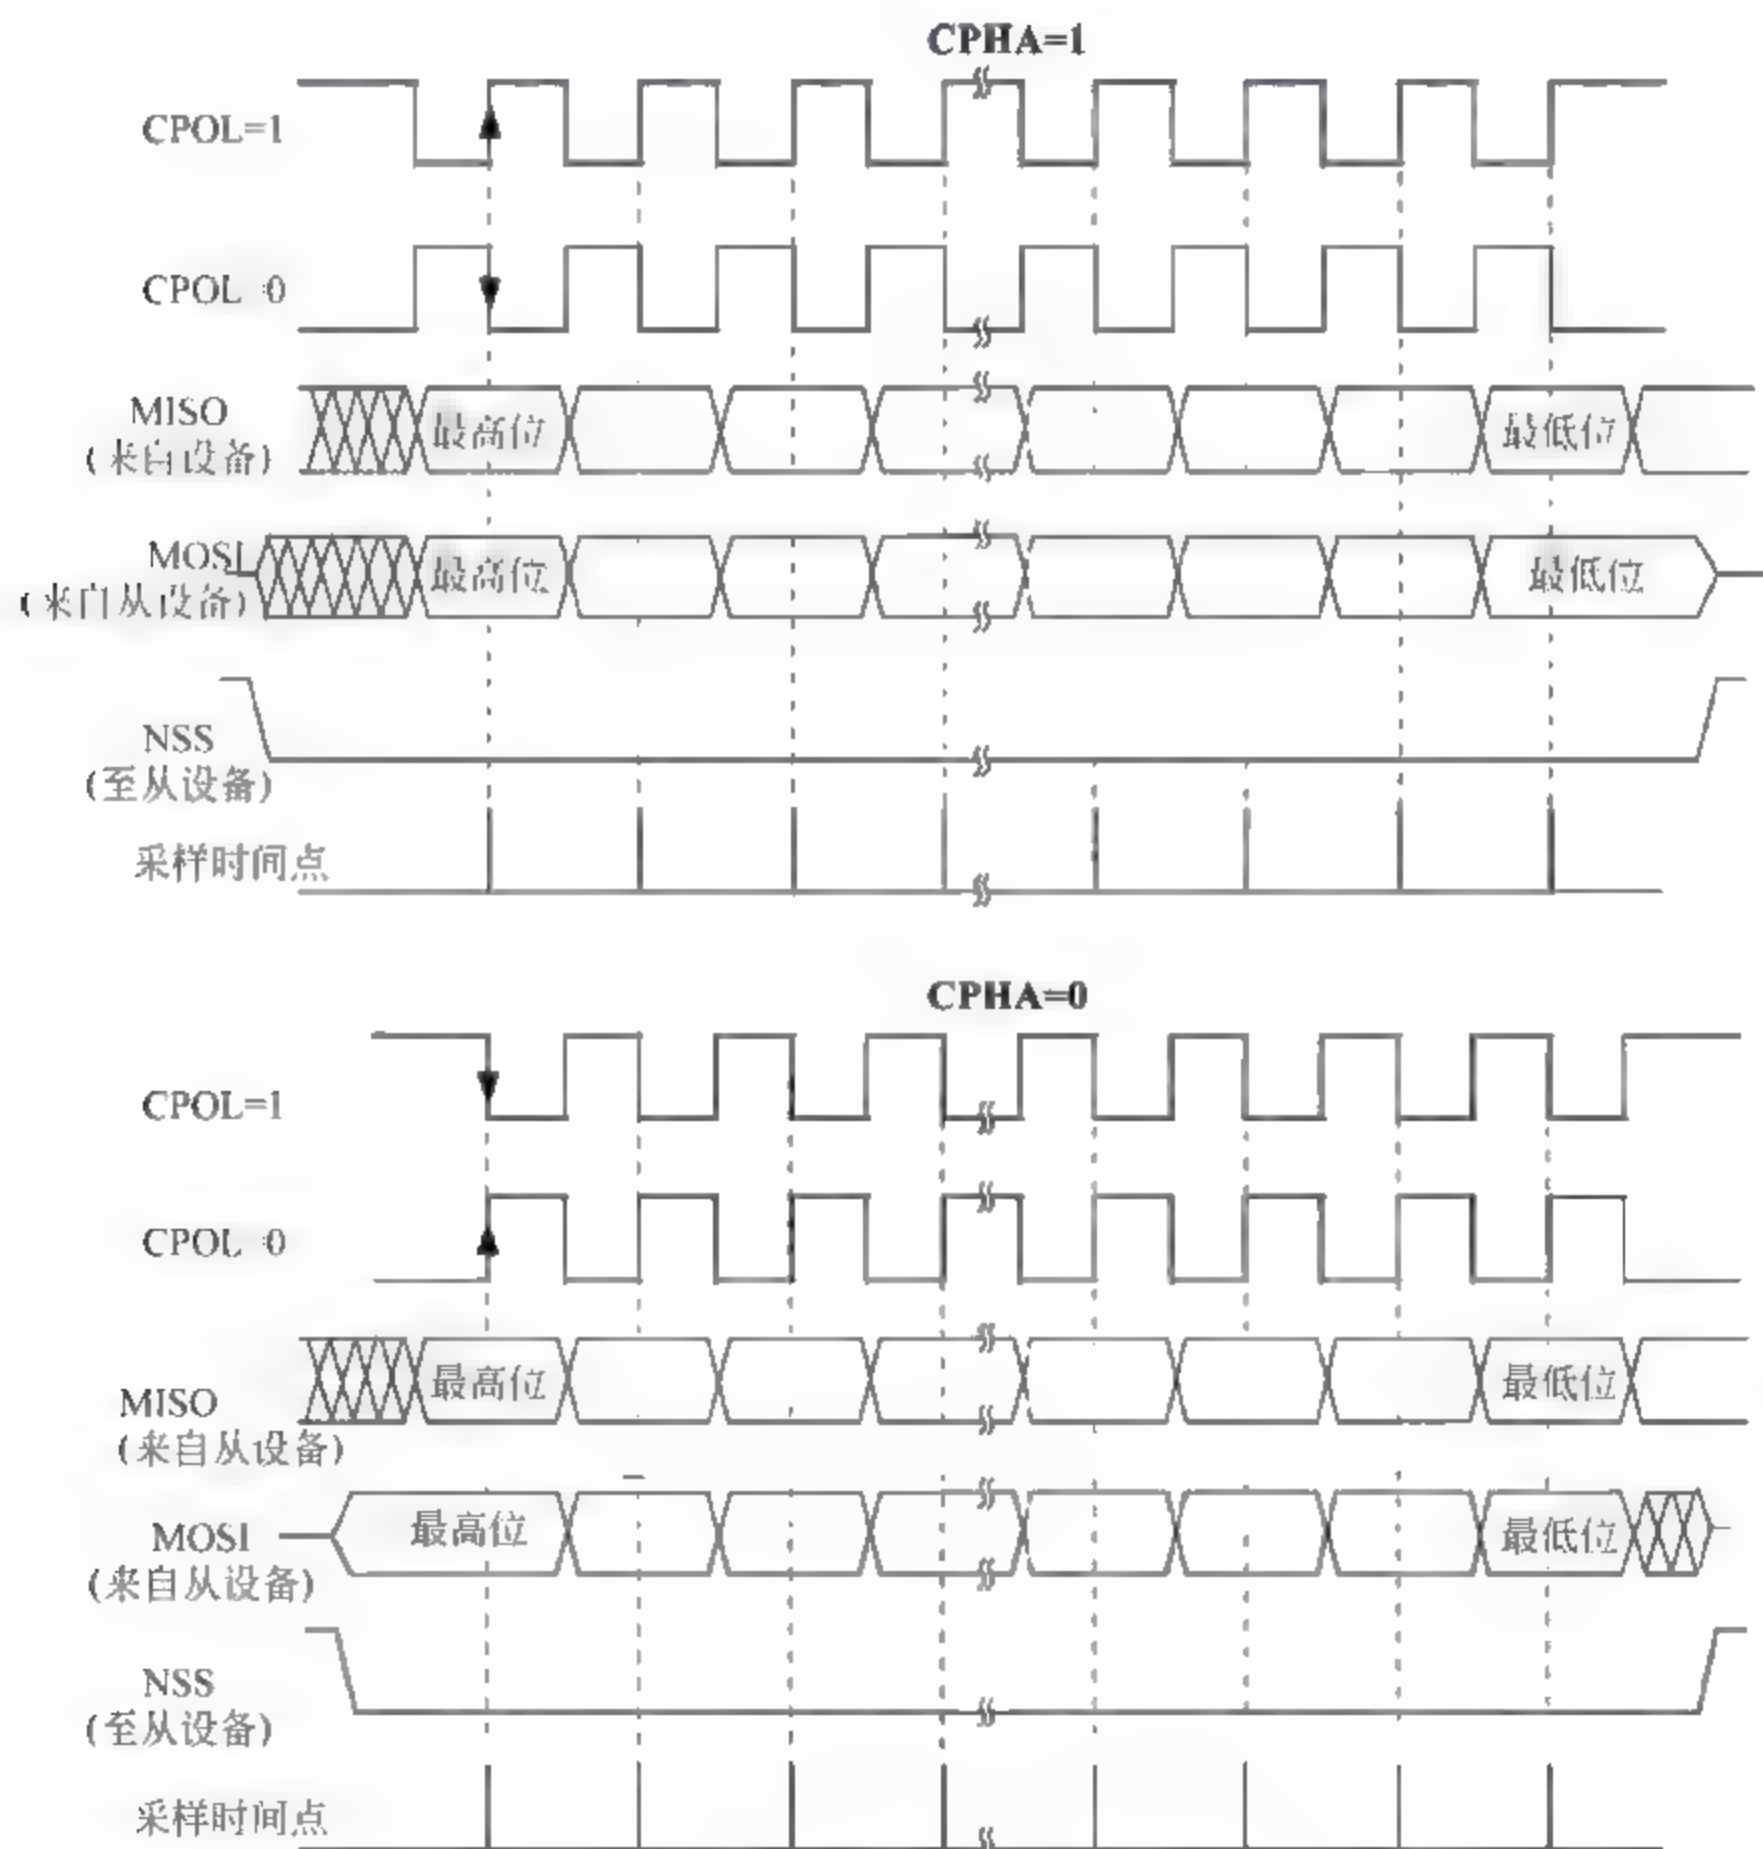 CPHA=1
CPOL=1
CPOL=0
MISO
(来自设备)
最高位
最低位
MOSI
(来自从设备)
最高位
最低位
NSS
(至从设备)
采样时间点
CPHA=0
CPOL=1
CPOL=0
MISO
(来自从设备)
最高位
最低位
MOSI
(来自从设备)
最高位
最低位
NSS
(至从设备)
采样时间点